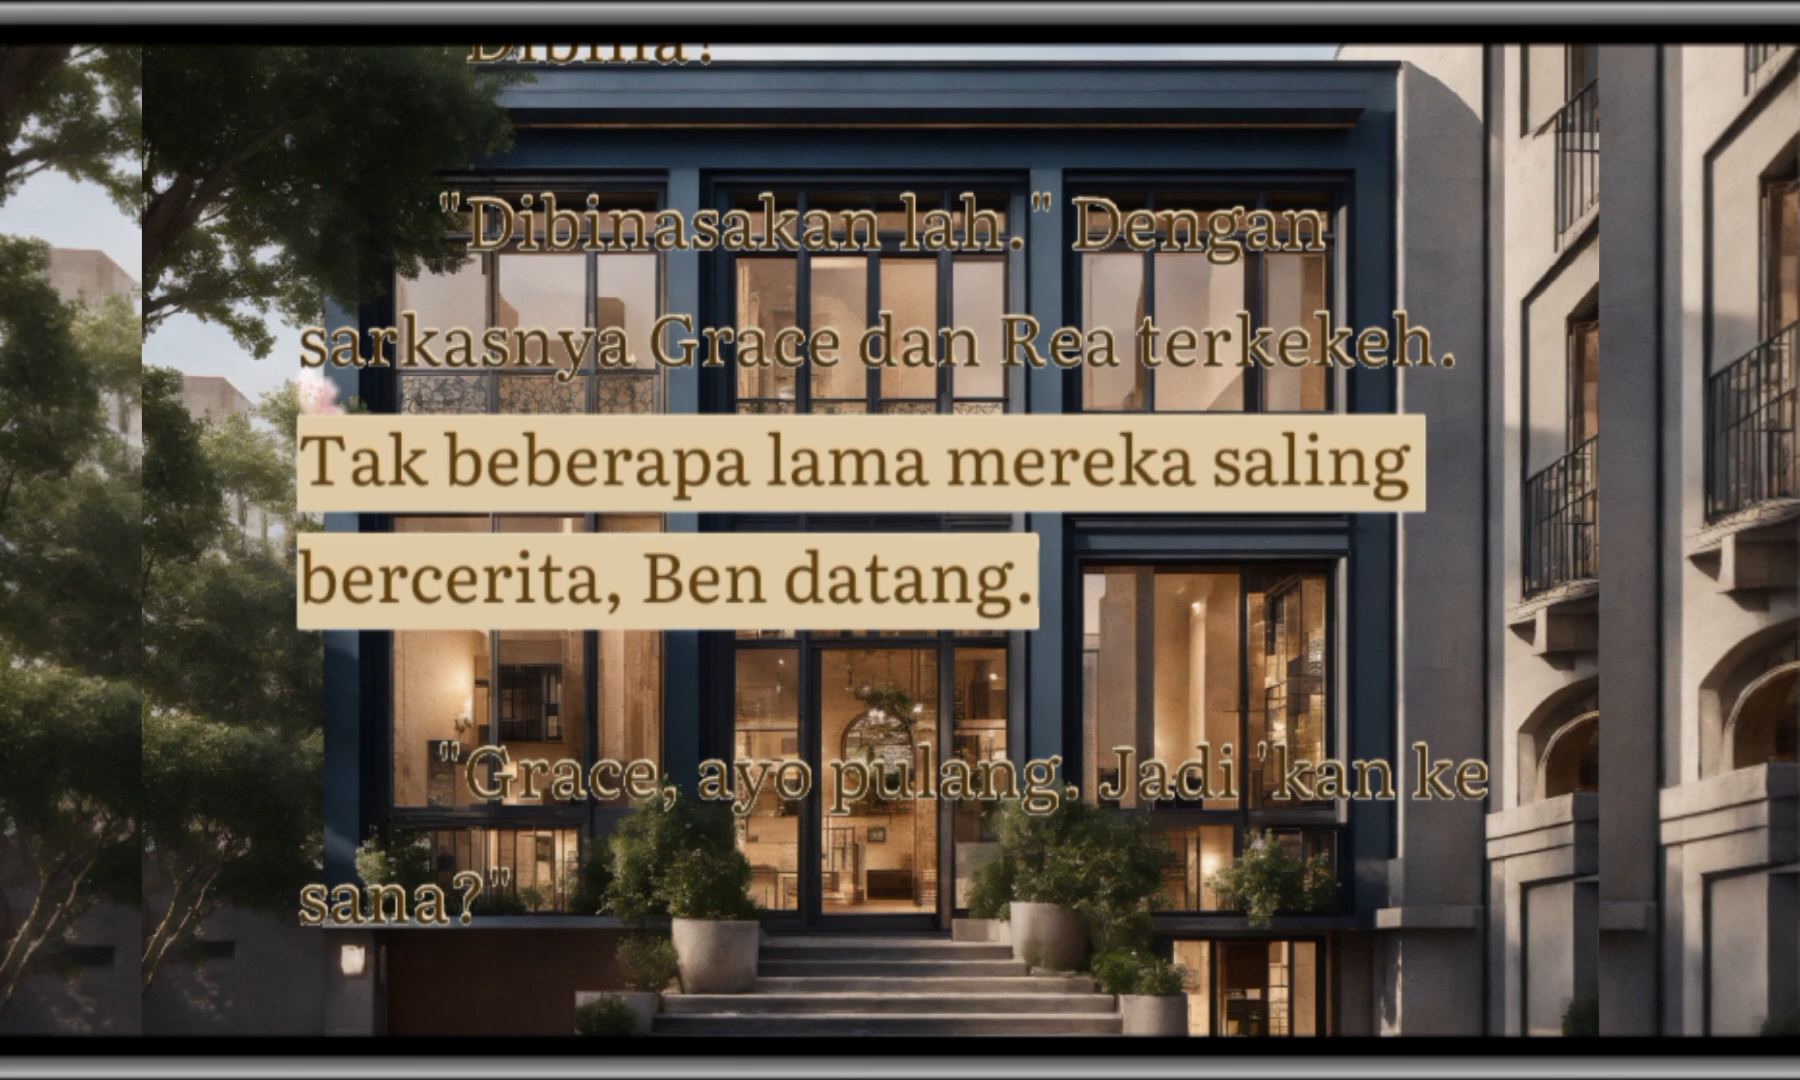 Dibina?
"Dibinasakan lah. " Dengan
sarkasnya Grace dan Rea terkekeh.
Tak beberapa lama mereka saling
bercerita, Ben datang.
"Grace, ayo pulang. Jadi 'kan ke
sana?"